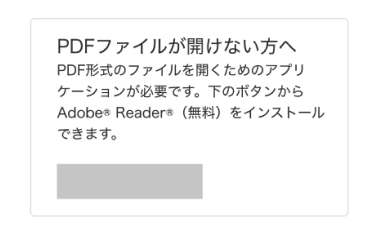 PDFファイルが開けない方へ
PDF形式のファイルを開くためのアプリ
ケーションが必要です。下のボタンから
Adobe® Reader®（無料）をインストール
できます。